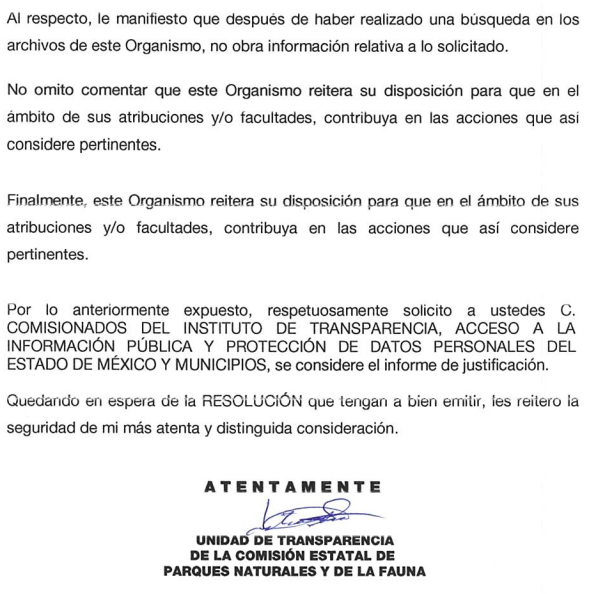 Al respecto, le manifiesto que después de haber realizado una búsqueda en los
archivos de este Organismo, no obra información relativa a lo solicitado.
No omito comentar que este Organismo reitera su disposición para que en el
ámbito de sus atribuciones y/o facultades, contribuya en las acciones que así
considere pertinentes.
Finalmente, este Organismo reitera su disposición para que en el ámbito de sus
atribuciones y/o facultades, contribuya en las acciones que así considere
pertinentes.
Por lo anteriormente expuesto, respetuosamente solicito a ustedes C.
COMISIONADOS DEL INSTITUTO DE TRANSPARENCIA, ACCESO A LA
INFORMACIÓN PÚBLICA Y PROTECCIÓN DE DATOS PERSONALES DEL
ESTADO DE MÉXICO Y MUNICIPIOS, se considere el informe de justificación.
Quedando en espera de la RESOLUCIÓN que tengan a bien emitir, les reitero la
seguridad de mi más atenta y distinguida consideración.
ATENTAMENTE
UNIDAD DE TRANSPARENCIA
DE LA COMISIÓN ESTATAL DE
PARQUES NATURALES Y DE LA FAUNA